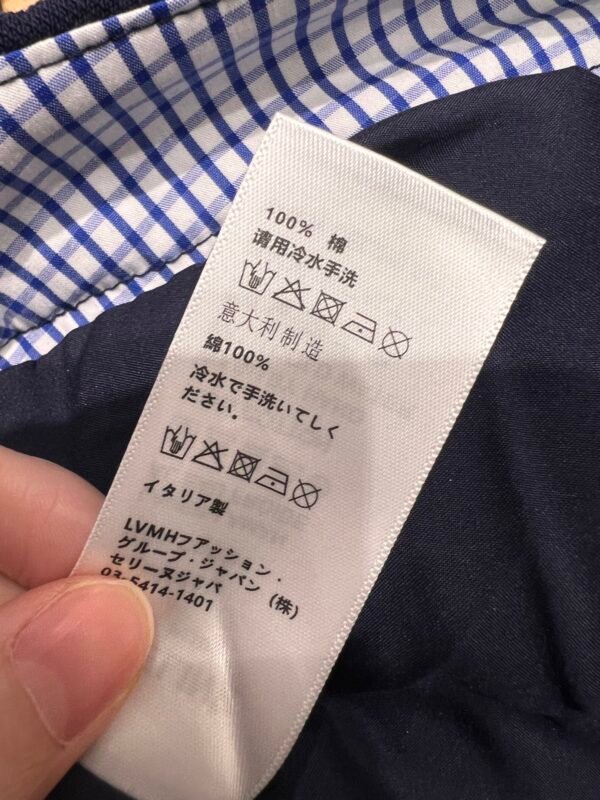 100% 棉
请用冷水手洗
意大利制造
綿100%
冷水で手洗いてしく
ださい。
イタリア製
LVMHファッション・
グループ・ジャパン (株)
セリーヌジャパ
03-5414-1401